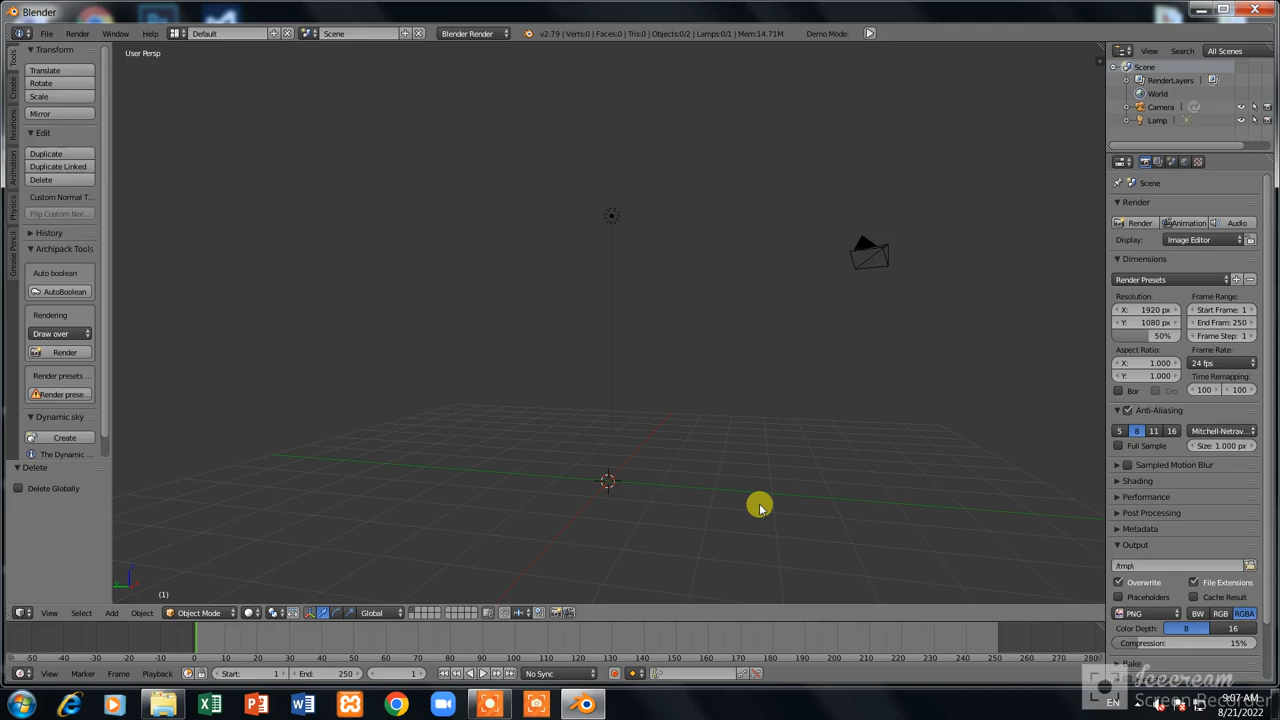 Blender
File Render Window Help Default Scene Blender Render v2.79 | Verts:0 | Faces:0 | Tris:0 | Objects:0/2 | Lamps:0/1 | Mem:14.71M Demo Mode:
User Persp
Tools
Create
Relations
Animation
Physics
Grease Pencil
Transform
Translate
Rotate
Scale
Mirror
Edit
Duplicate
Duplicate Linked
Delete
Custom Normal T...
Flip Custom Nor...
History
Archipack Tools
Auto boolean
AutoBoolean
Rendering
Draw over
Render
Render presets ...
Render prese...
Dynamic sky
Create
The Dynamic ...
Delete
Delete Globally
(1)
View Select Add Object Object Mode Global
-50 -40 -30 -20 -10 0 10 20 30 40 50 60 70 80 90 100 110 120 130 140 150 160 170 180 190 200 210 220 230 240 250 260 270 280
View Marker Frame Playback Start: 1 End: 250 1 No Sync
View Search All Scenes
Scene
RenderLayers
World
Camera
Lamp
Scene
Render
Render Animation Audio
Display: Image Editor
Dimensions
Render Presets
Resolution: Frame Range:
X: 1920 px Start Frame: 1
Y: 1080 px End Fram: 250
50% Frame Step: 1
Aspect Ratio: Frame Rate:
X: 1.000 24 fps
Y: 1.000 Time Remapping:
Bor Cro 100 100
Anti-Aliasing
5 8 11 16 Mitchell-Netrav...
Full Sample Size: 1.000 px
Sampled Motion Blur
Shading
Performance
Post Processing
Metadata
Output
/tmp\
Overwrite File Extensions
Placeholders Cache Result
PNG BW RGB RGBA
Color Depth: 8 16
Compression: 15%
Bake
icecream
Screen Recorder
EN 9:07 AM
8/21/2022